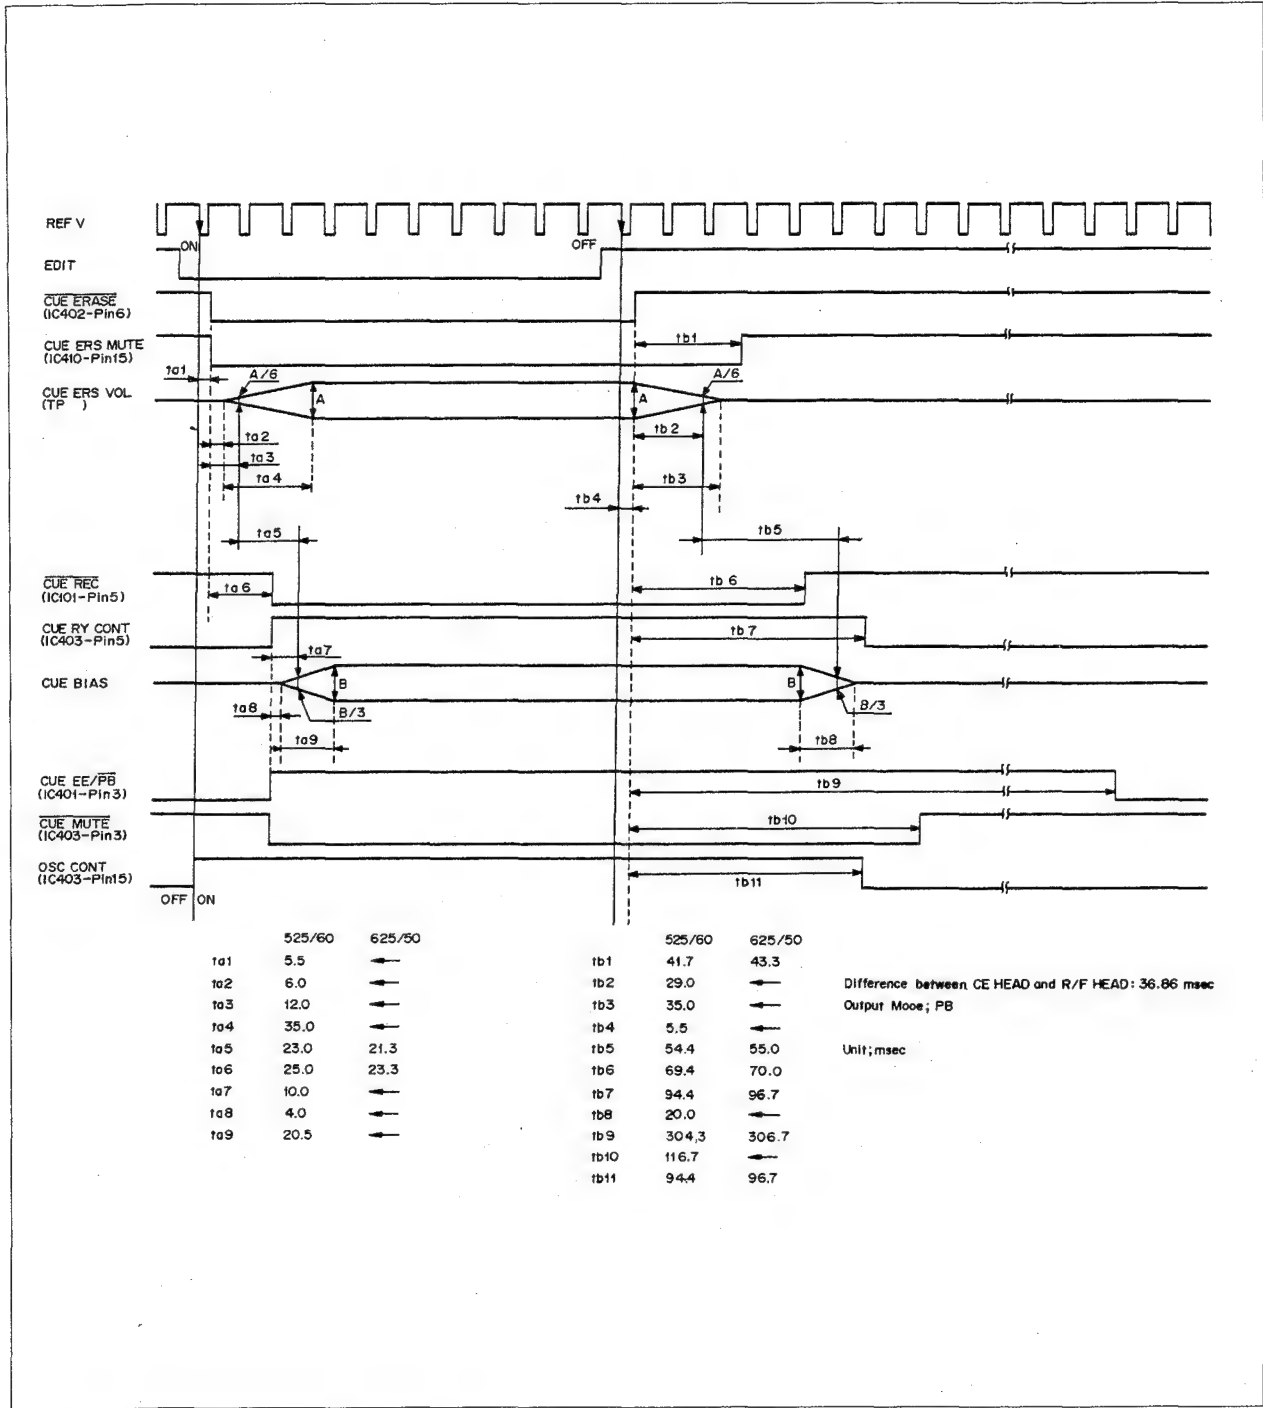 REF V
ON
OFF
EDIT
CUE ERASE
(IC402-Pin6)
CUE ERS MUTE
(IC410-Pin15)
tb1
ta1
A/6
A/6
CUE ERS VOL
(TP )
A
A
ta2
tb2
ta3
ta4
tb3
tb4
ta5
tb5
CUE REC
(IC101-Pin5)
ta6
tb6
CUE RY CONT
(IC403-Pin5)
tb7
ta7
CUE BIAS
B
B
ta8
B/3
B/3
ta9
tb8
CUE EE/PB
(IC401-Pin3)
tb9
CUE MUTE
(IC403-Pin3)
tb10
OSC CONT
(IC403-Pin15)
tb11
OFF ON
525/60 625/50
ta1 5.5 ←
ta2 6.0 ←
ta3 12.0 ←
ta4 35.0 ←
ta5 23.0 21.3
ta6 25.0 23.3
ta7 10.0 ←
ta8 4.0 ←
ta9 20.5 ←
525/60 625/50
tb1 41.7 43.3
tb2 29.0 ←
tb3 35.0 ←
tb4 5.5 ←
tb5 54.4 55.0
tb6 69.4 70.0
tb7 94.4 96.7
tb8 20.0 ←
tb9 304,3 306.7
tb10 116.7 ←
tb11 94.4 96.7
Difference between CE HEAD and R/F HEAD: 36.86 msec
Output Mode; PB
Unit; msec